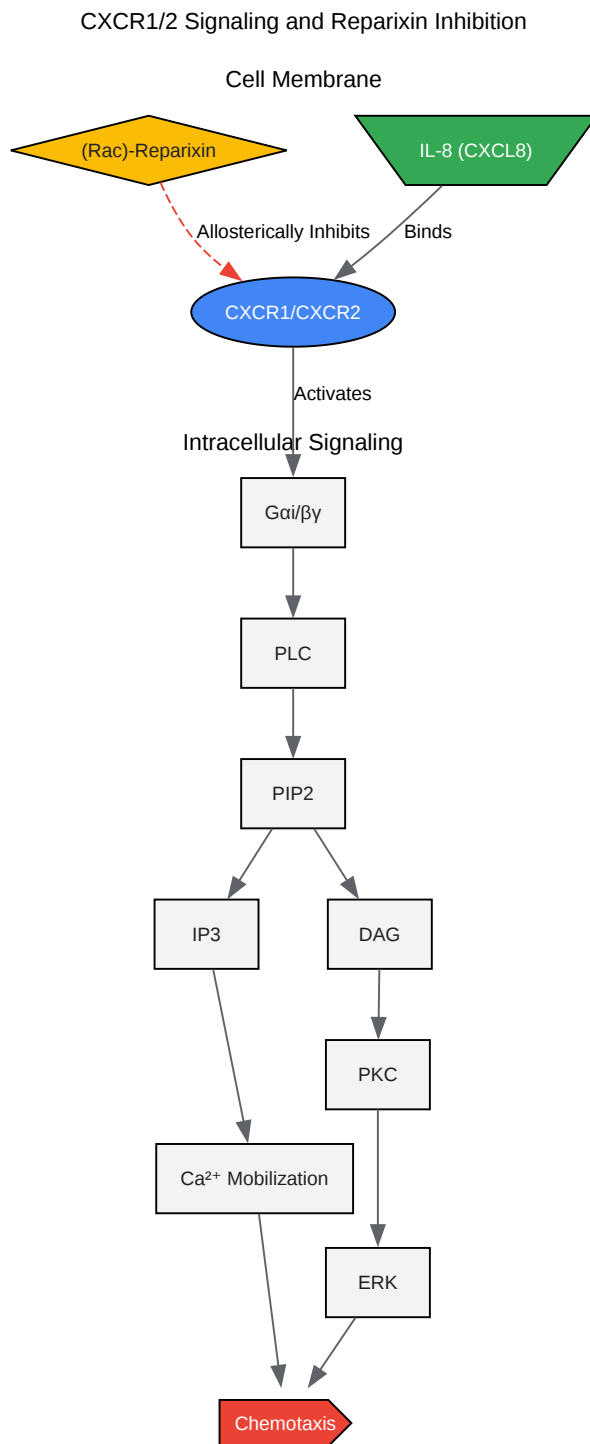 CXCR1/2 Signaling and Reparixin Inhibition
Cell Membrane
(Rac)-Reparixin
IL-8 (CXCL8)
Allosterically Inhibits
Binds
CXCR1/CXCR2
Activates
Intracellular Signaling
Gαi/βγ
PLC
PIP2
IP3
DAG
PKC
Ca²⁺ Mobilization
ERK
Chemotaxis